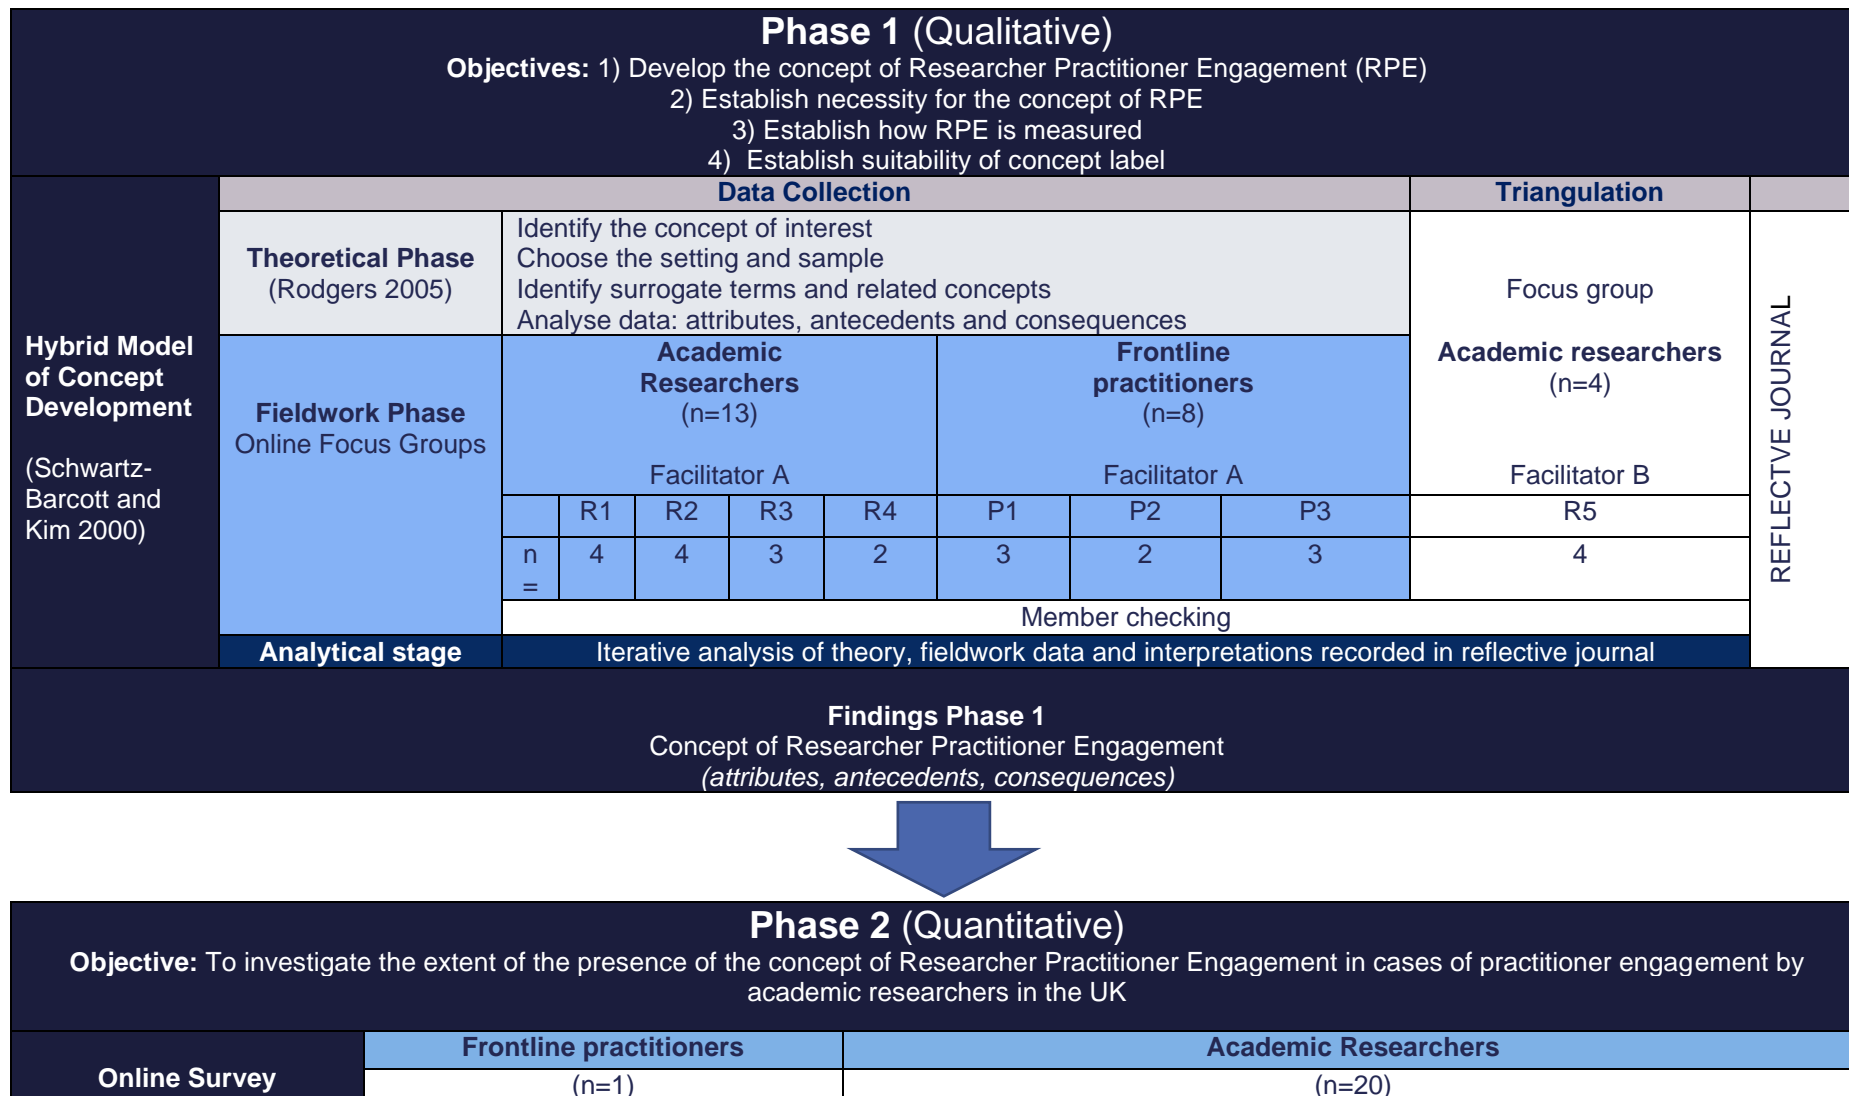 Phase 1 (Qualitative)
Objectives: 1) Develop the concept of Researcher Practitioner Engagement (RPE)
2) Establish necessity for the concept of RPE
3) Establish how RPE is measured
4) Establish suitability of concept label
Data Collection
Triangulation
Hybrid Model
of Concept
Development
(Schwartz-
Barcott and
Kim 2000)
Theoretical Phase
(Rodgers 2005)
Identify the concept of interest
Choose the setting and sample
Identify surrogate terms and related concepts
Analyse data: attributes, antecedents and consequences
Fieldwork Phase
Online Focus Groups
Academic
Researchers
(n=13)
Facilitator A
Frontline
practitioners
(n=8)
Facilitator A
Focus group
Academic researchers
(n=4)
Facilitator B
REFLECTVE JOURNAL
R1 R2 R3 R4 P1 P2 P3 R5
n 4 4 3 2 3 2 3 4
=
Member checking
Analytical stage
Iterative analysis of theory, fieldwork data and interpretations recorded in reflective journal
Findings Phase 1
Concept of Researcher Practitioner Engagement
(attributes, antecedents, consequences)
Phase 2 (Quantitative)
Objective: To investigate the extent of the presence of the concept of Researcher Practitioner Engagement in cases of practitioner engagement by
academic researchers in the UK
Online Survey
Frontline practitioners
Academic Researchers
(n=1)
(n=20)